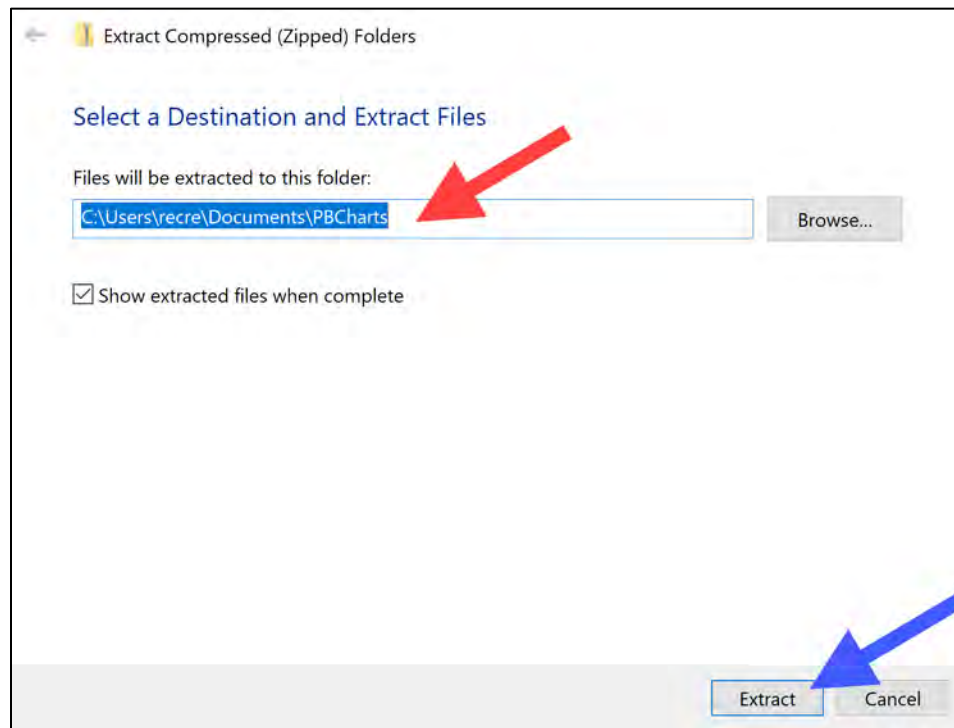 Extract Compressed (Zipped) Folders
Select a Destination and Extract Files
Files will be extracted to this folder:
C:\Users\recre\Documents\PBCharts
Browse...
Show extracted files when complete
Extract
Cancel